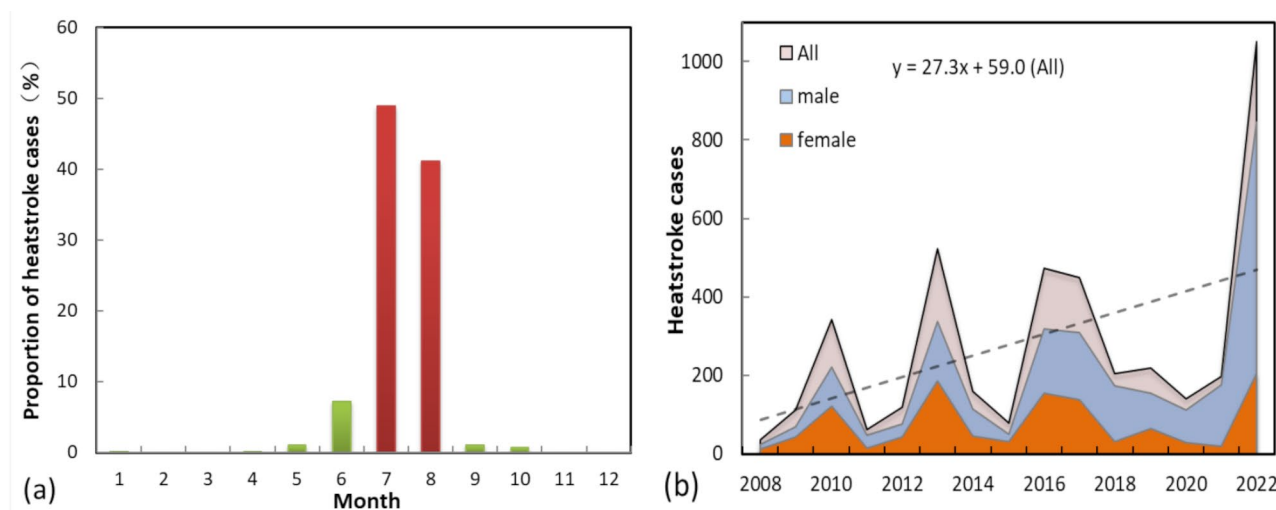 60
50
40
30
20
10
0
Proportion of heatstroke cases (%)
1 2 3 4 5 6 7 8 9 10 11 12
Month
(a)
1000
800
600
400
200
0
Heatstroke cases
All
male
female
y = 27.3x + 59.0 (All)
2008 2010 2012 2014 2016 2018 2020 2022
(b)